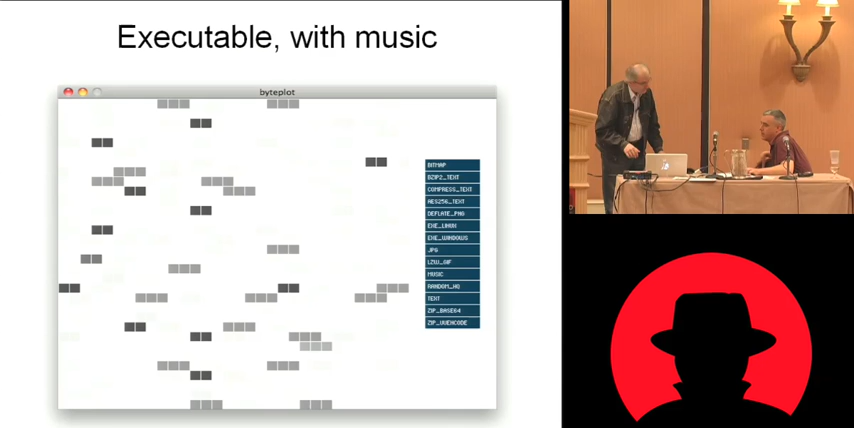 Executable, with music
byteplot
BITMAP
BZIP2_TEXT
COMPRESS_TEXT
AES256_TEXT
DEFLATE_PNG
EXE_LINUX
EXE_WINDOWS
JPG
LZW_GIF
MUSIC
RANDOM_HQ
TEXT
ZIP_BASE64
ZIP_UUENCODE